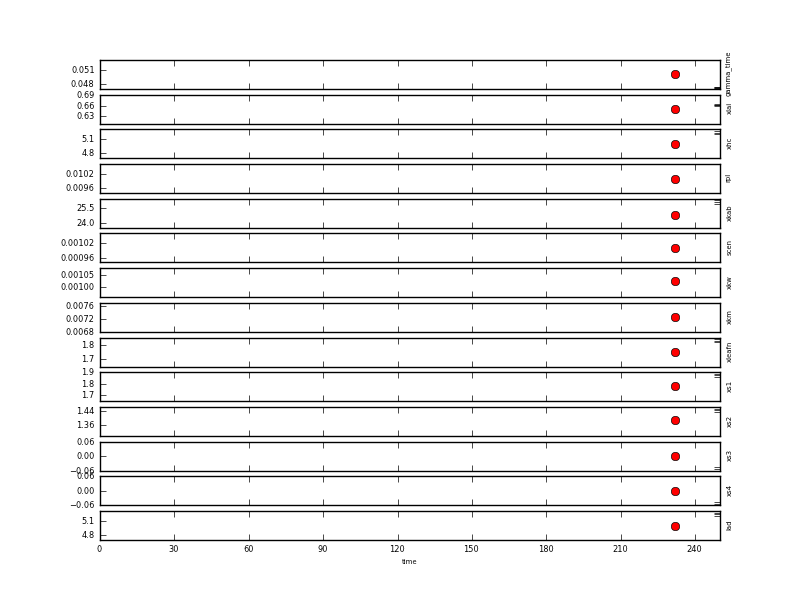 0.051
0.048
gamma_time
0.69
0.66
0.63
xlai
5.1
4.8
xhc
0.0102
0.0096
rpi
25.5
24.0
xkab
0.00102
0.00096
scen
0.00105
0.00100
xkw
0.0076
0.0072
0.0068
xkm
1.8
1.7
xleafn
1.9
1.8
1.7
xs1
1.44
1.36
xs2
0.06
0.00
−0.06
xs3
0.06
0.00
−0.06
xs4
5.1
4.8
lad
0 30 60 90 120 150 180 210 240
time